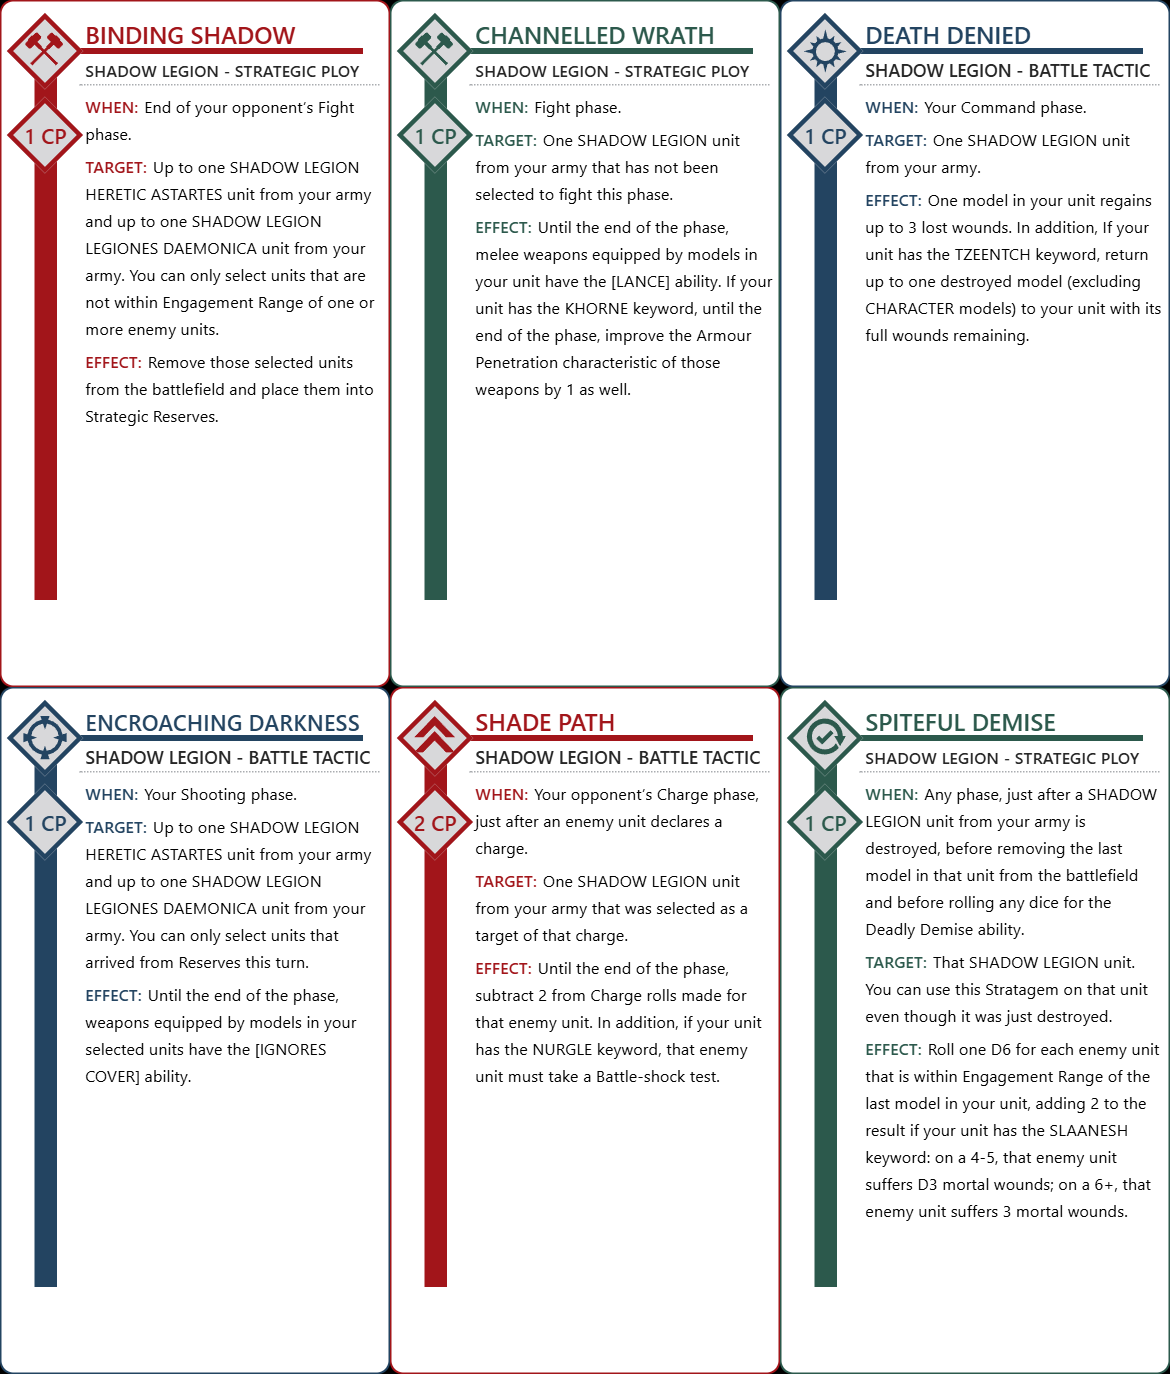 BINDING SHADOW
SHADOW LEGION - STRATEGIC PLOY
1 CP
WHEN: End of your opponent's Fight
phase.
TARGET: Up to one SHADOW LEGION
HERETIC ASTARTES unit from your army
and up to one SHADOW LEGION
LEGIONES DAEMONICA unit from your
army. You can only select units that are
not within Engagement Range of one or
more enemy units.
EFFECT: Remove those selected units
from the battlefield and place them into
Strategic Reserves.
CHANNELLED WRATH
SHADOW LEGION - STRATEGIC PLOY
1 CP
WHEN: Fight phase.
TARGET: One SHADOW LEGION unit
from your army that has not been
selected to fight this phase.
EFFECT: Until the end of the phase,
melee weapons equipped by models in
your unit have the [LANCE] ability. If your
unit has the KHORNE keyword, until the
end of the phase, improve the Armour
Penetration characteristic of those
weapons by 1 as well.
DEATH DENIED
SHADOW LEGION - BATTLE TACTIC
1 CP
WHEN: Your Command phase.
TARGET: One SHADOW LEGION unit
from your army.
EFFECT: One model in your unit regains
up to 3 lost wounds. In addition, If your
unit has the TZEENTCH keyword, return
up to one destroyed model (excluding
CHARACTER models) to your unit with its
full wounds remaining.
ENCROACHING DARKNESS
SHADOW LEGION - BATTLE TACTIC
1 CP
WHEN: Your Shooting phase.
TARGET: Up to one SHADOW LEGION
HERETIC ASTARTES unit from your army
and up to one SHADOW LEGION
LEGIONES DAEMONICA unit from your
army. You can only select units that
arrived from Reserves this turn.
EFFECT: Until the end of the phase,
weapons equipped by models in your
selected units have the [IGNORES
COVER] ability.
SHADE PATH
SHADOW LEGION - BATTLE TACTIC
2 CP
WHEN: Your opponent's Charge phase,
just after an enemy unit declares a
charge.
TARGET: One SHADOW LEGION unit
from your army that was selected as a
target of that charge.
EFFECT: Until the end of the phase,
subtract 2 from Charge rolls made for
that enemy unit. In addition, if your unit
has the NURGLE keyword, that enemy
unit must take a Battle-shock test.
SPITEFUL DEMISE
SHADOW LEGION - STRATEGIC PLOY
1 CP
WHEN: Any phase, just after a SHADOW
LEGION unit from your army is
destroyed, before removing the last
model in that unit from the battlefield
and before rolling any dice for the
Deadly Demise ability.
TARGET: That SHADOW LEGION unit.
You can use this Stratagem on that unit
even though it was just destroyed.
EFFECT: Roll one D6 for each enemy unit
that is within Engagement Range of the
last model in your unit, adding 2 to the
result if your unit has the SLAANESH
keyword: on a 4-5, that enemy unit
suffers D3 mortal wounds; on a 6+, that
enemy unit suffers 3 mortal wounds.